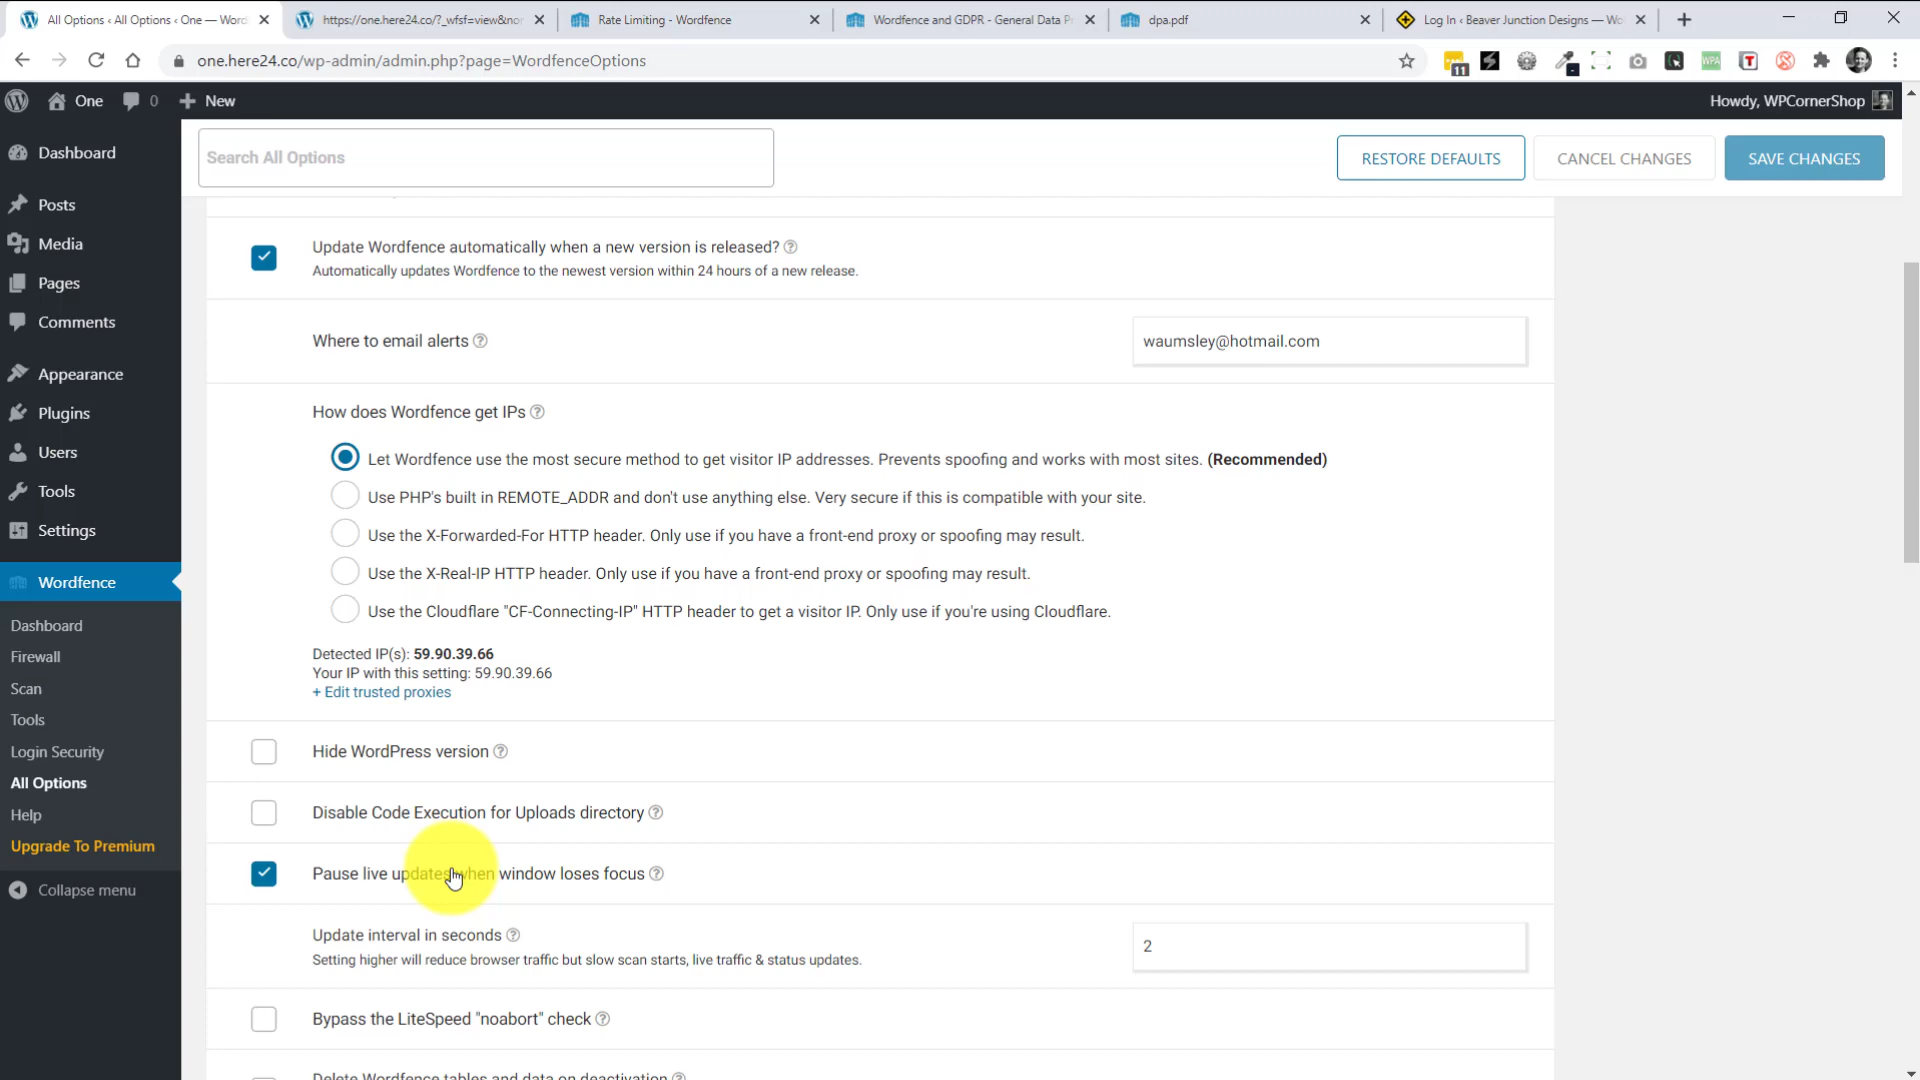 All Options ‹ All Options ‹ One — Word
https://one.here24.co/?_wfsf=view&no
Rate Limiting - Wordfence
Wordfence and GDPR - General Data P
dpa.pdf
Log In ‹ Beaver Junction Designs — Wo
one.here24.co/wp-admin/admin.php?page=WordfenceOptions
11
WPA
T
One
0
New
Howdy, WPCornerShop
Dashboard
Posts
Media
Pages
Comments
Appearance
Plugins
Users
Tools
Settings
Wordfence
Dashboard
Firewall
Scan
Tools
Login Security
All Options
Help
Upgrade To Premium
Collapse menu
Search All Options
RESTORE DEFAULTS
CANCEL CHANGES
SAVE CHANGES
Update Wordfence automatically when a new version is released?
Automatically updates Wordfence to the newest version within 24 hours of a new release.
Where to email alerts
waumsley@hotmail.com
How does Wordfence get IPs
Let Wordfence use the most secure method to get visitor IP addresses. Prevents spoofing and works with most sites. (Recommended)
Use PHP's built in REMOTE_ADDR and don't use anything else. Very secure if this is compatible with your site.
Use the X-Forwarded-For HTTP header. Only use if you have a front-end proxy or spoofing may result.
Use the X-Real-IP HTTP header. Only use if you have a front-end proxy or spoofing may result.
Use the Cloudflare "CF-Connecting-IP" HTTP header to get a visitor IP. Only use if you're using Cloudflare.
Detected IP(s): 59.90.39.66
Your IP with this setting: 59.90.39.66
+ Edit trusted proxies
Hide WordPress version
Disable Code Execution for Uploads directory
Pause live updates when window loses focus
Update interval in seconds
Setting higher will reduce browser traffic but slow scan starts, live traffic & status updates.
2
Bypass the LiteSpeed "noabort" check
Delete Wordfence tables and data on deactivation